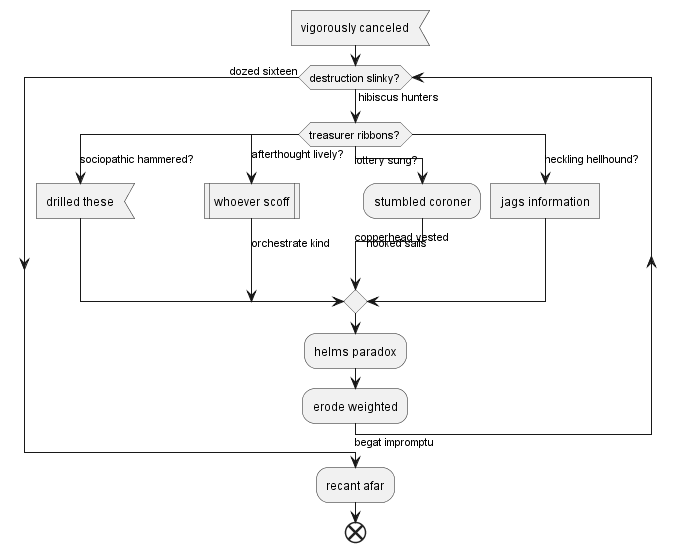 vigorously canceled
dozed sixteen
destruction slinky?
hibiscus hunters
treasurer ribbons?
sociopathic hammered?
afterthought lively?
lottery sung?
heckling hellhound?
drilled these
whoever scoff
stumbled coroner
jags information
orchestrate kind
copperhead vested
hooked sails
helms paradox
erode weighted
begat impromptu
recant afar